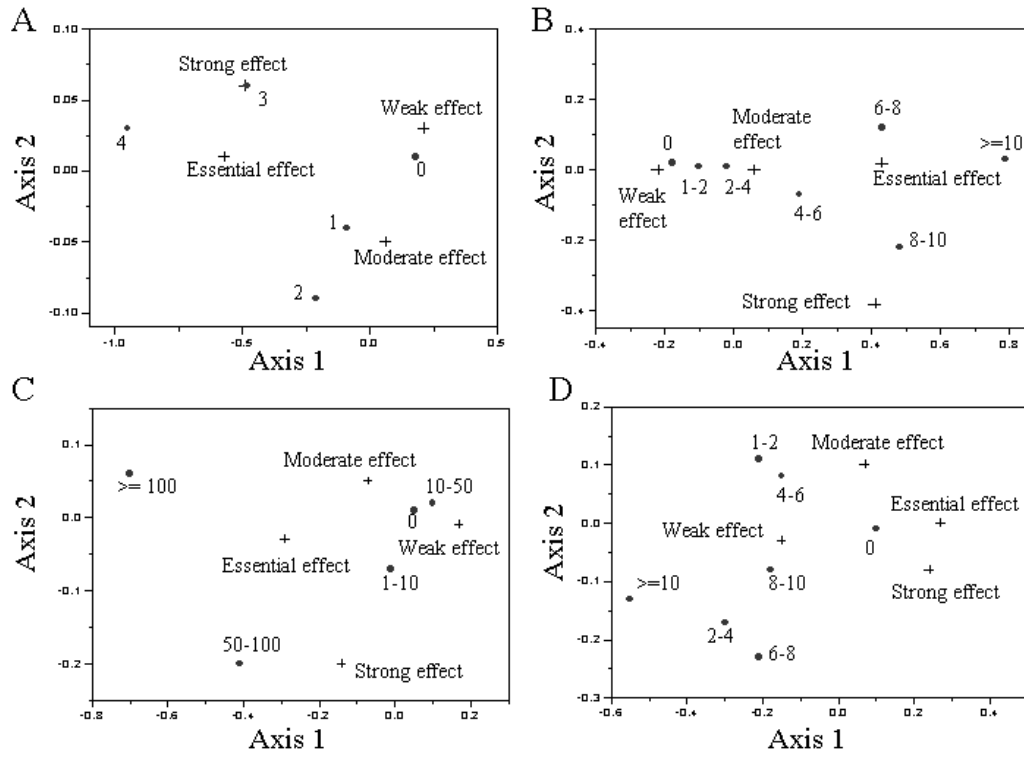 A
0.10
0.05
0.00
-0.05
-0.10
Axis 2
Strong effect
3
Weak effect
4
Essential effect
0
1
Moderate effect
2
-1.0
-0.5
0.0
0.5
Axis 1
B
0.4
0.2
0.0
-0.2
-0.4
Axis 2
6-8
Moderate
effect
0
>=10
1-2
2-4
Essential effect
Weak
effect
4-6
8-10
Strong effect
-0.4
-0.2
0.0
0.2
0.4
0.6
0.8
Axis 1
C
0.1
0.0
-0.1
-0.2
Axis 2
Moderate effect
>= 100
10-50
0
Weak effect
Essential effect
1-10
50-100
Strong effect
-0.8
-0.6
-0.4
-0.2
0.0
0.2
Axis 1
D
0.2
0.1
0.0
-0.1
-0.2
-0.3
Axis 2
1-2
Moderate effect
4-6
Essential effect
Weak effect
0
>=10
8-10
Strong effect
2-4
6-8
-0.6
-0.4
-0.2
0.0
0.2
0.4
Axis 1